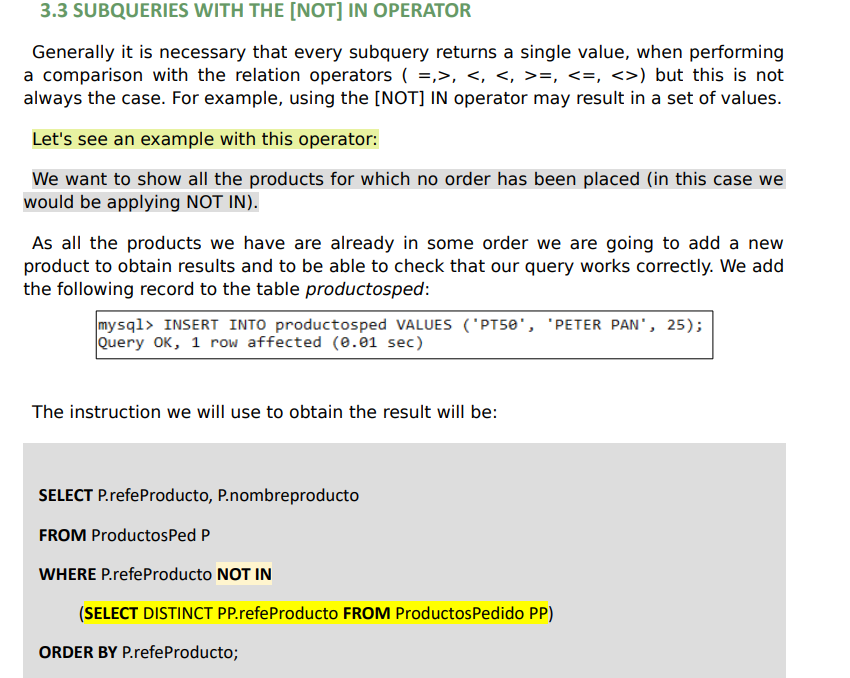 3.3 SUBQUERIES WITH THE [NOT] IN OPERATOR
Generally it is necessary that every subquery returns a single value, when performing
a comparison with the relation operators ( =,>, <, <, >=, <=, <>) but this is not
always the case. For example, using the [NOT] IN operator may result in a set of values.
Let's see an example with this operator:
We want to show all the products for which no order has been placed (in this case we
would be applying NOT IN).
As all the products we have are already in some order we are going to add a new
product to obtain results and to be able to check that our query works correctly. We add
the following record to the table productosped:
mysql> INSERT INTO productosped VALUES ('PT50', 'PETER PAN', 25);
Query OK, 1 row affected (0.01 sec)
The instruction we will use to obtain the result will be:
SELECT P.refeProducto, P.nombreproducto
FROM ProductosPed P
WHERE P.refeProducto NOT IN
(SELECT DISTINCT PP.refeProducto FROM ProductosPedido PP)
ORDER BY P.refeProducto;